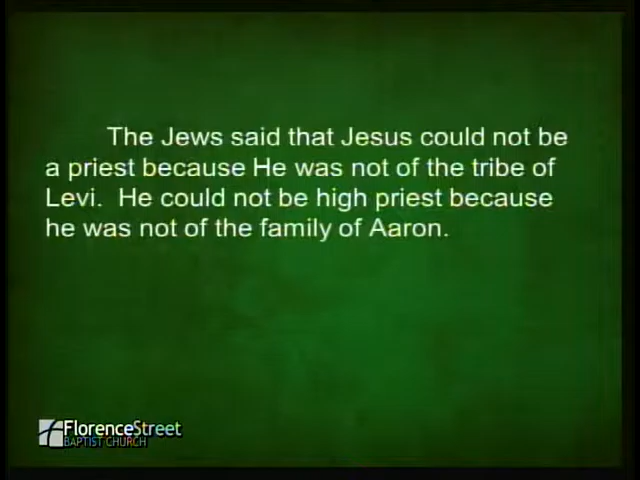 The Jews said that Jesus could not be
a priest because He was not of the tribe of
Levi.  He could not be high priest because
he was not of the family of Aaron.
FlorenceStreet
BAPTIST CHURCH